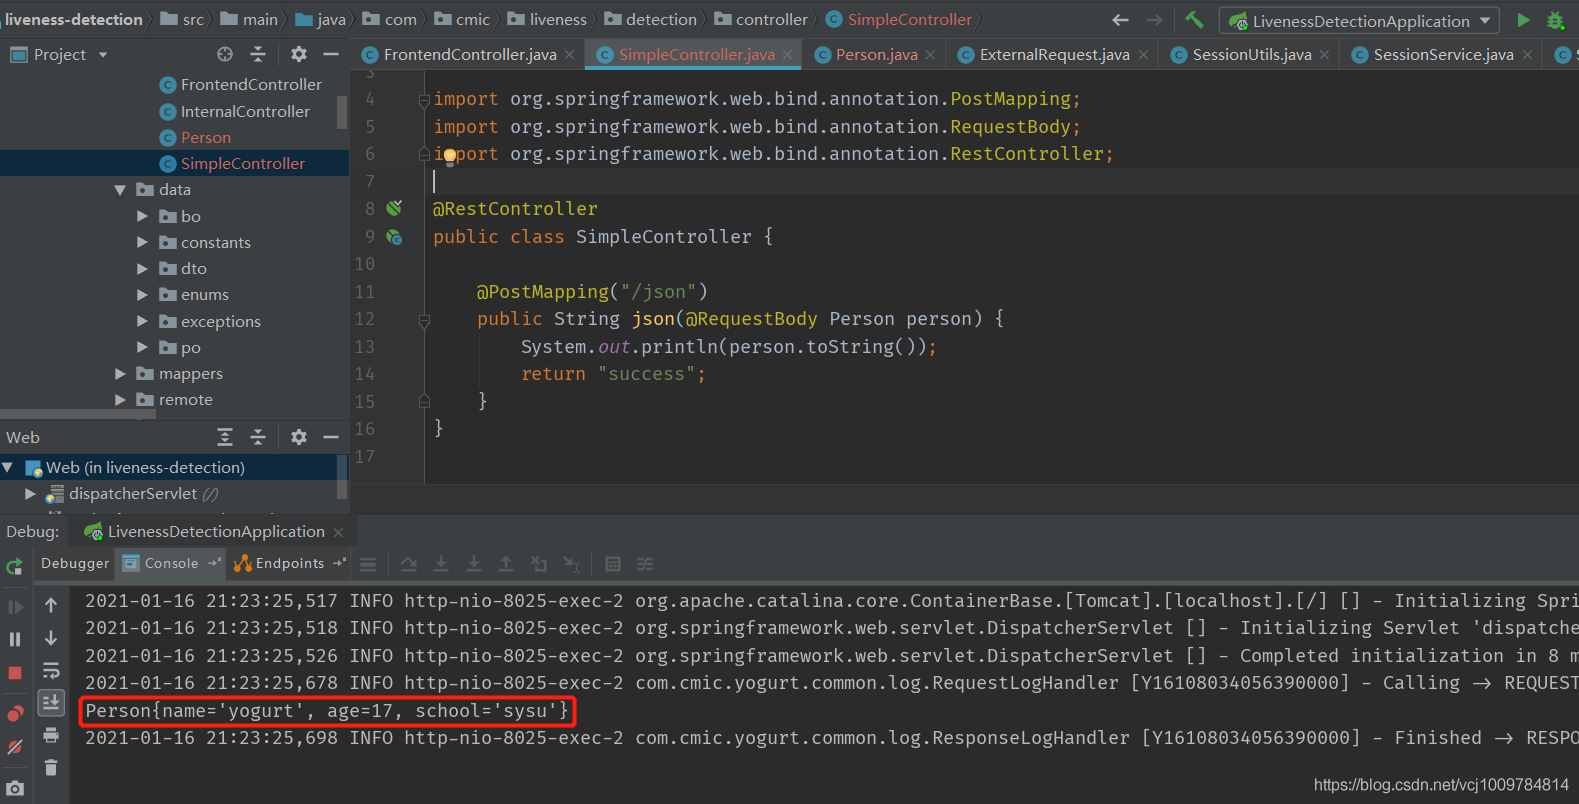 liveness-detection src main java com cmic liveness detection controller SimpleController LivenessDetectionApplication
Project FrontendController.java SimpleController.java Person.java ExternalRequest.java SessionUtils.java SessionService.java
FrontendController
InternalController
Person
SimpleController
data
bo
constants
dto
enums
exceptions
po
mappers
remote
Web
Web (in liveness-detection)
dispatcherServlet (/)
3
4 import org.springframework.web.bind.annotation.PostMapping;
5 import org.springframework.web.bind.annotation.RequestBody;
6 import org.springframework.web.bind.annotation.RestController;
7
8 @RestController
9 public class SimpleController {
10
11 @PostMapping("/json")
12 public String json(@RequestBody Person person) {
13 System.out.println(person.toString());
14 return "success";
15 }
16 }
17
Debug: LivenessDetectionApplication
Debugger Console Endpoints
2021-01-16 21:23:25,517 INFO http-nio-8025-exec-2 org.apache.catalina.core.ContainerBase.[Tomcat].[localhost].[/] [] - Initializing Spri
2021-01-16 21:23:25,518 INFO http-nio-8025-exec-2 org.springframework.web.servlet.DispatcherServlet [] - Initializing Servlet 'dispatche
2021-01-16 21:23:25,526 INFO http-nio-8025-exec-2 org.springframework.web.servlet.DispatcherServlet [] - Completed initialization in 8 m
2021-01-16 21:23:25,678 INFO http-nio-8025-exec-2 com.cmic.yogurt.common.log.RequestLogHandler [Y16108034056390000] - Calling -> REQUEST
Person{name='yogurt', age=17, school='sysu'}
2021-01-16 21:23:25,698 INFO http-nio-8025-exec-2 com.cmic.yogurt.common.log.ResponseLogHandler [Y16108034056390000] - Finished -> RESPO
https://blog.csdn.net/vcj1009784814